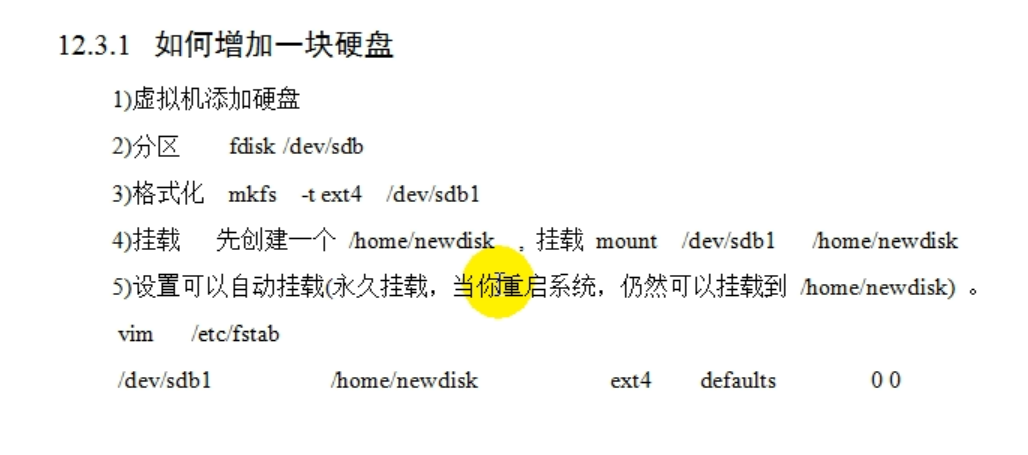 12.3.1 如何增加一块硬盘
1)虚拟机添加硬盘
2)分区 fdisk /dev/sdb
3)格式化 mkfs -t ext4 /dev/sdb1
4)挂载 先创建一个 /home/newdisk , 挂载 mount /dev/sdb1 /home/newdisk
5)设置可以自动挂载(永久挂载，当你重启系统，仍然可以挂载到 /home/newdisk) 。
vim /etc/fstab
/dev/sdb1 /home/newdisk ext4 defaults 0 0